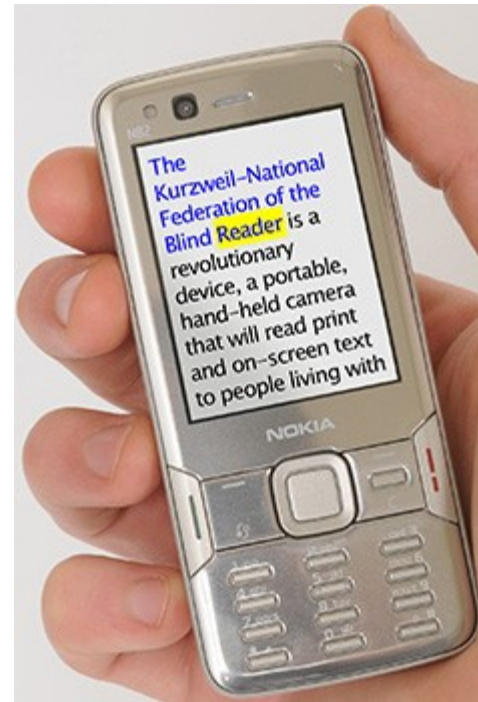 N82
The
Kurzweil-National
Federation of the
Blind Reader is a
revolutionary
device, a portable,
hand-held camera
that will read print
and on-screen text
to people living with
NOKIA